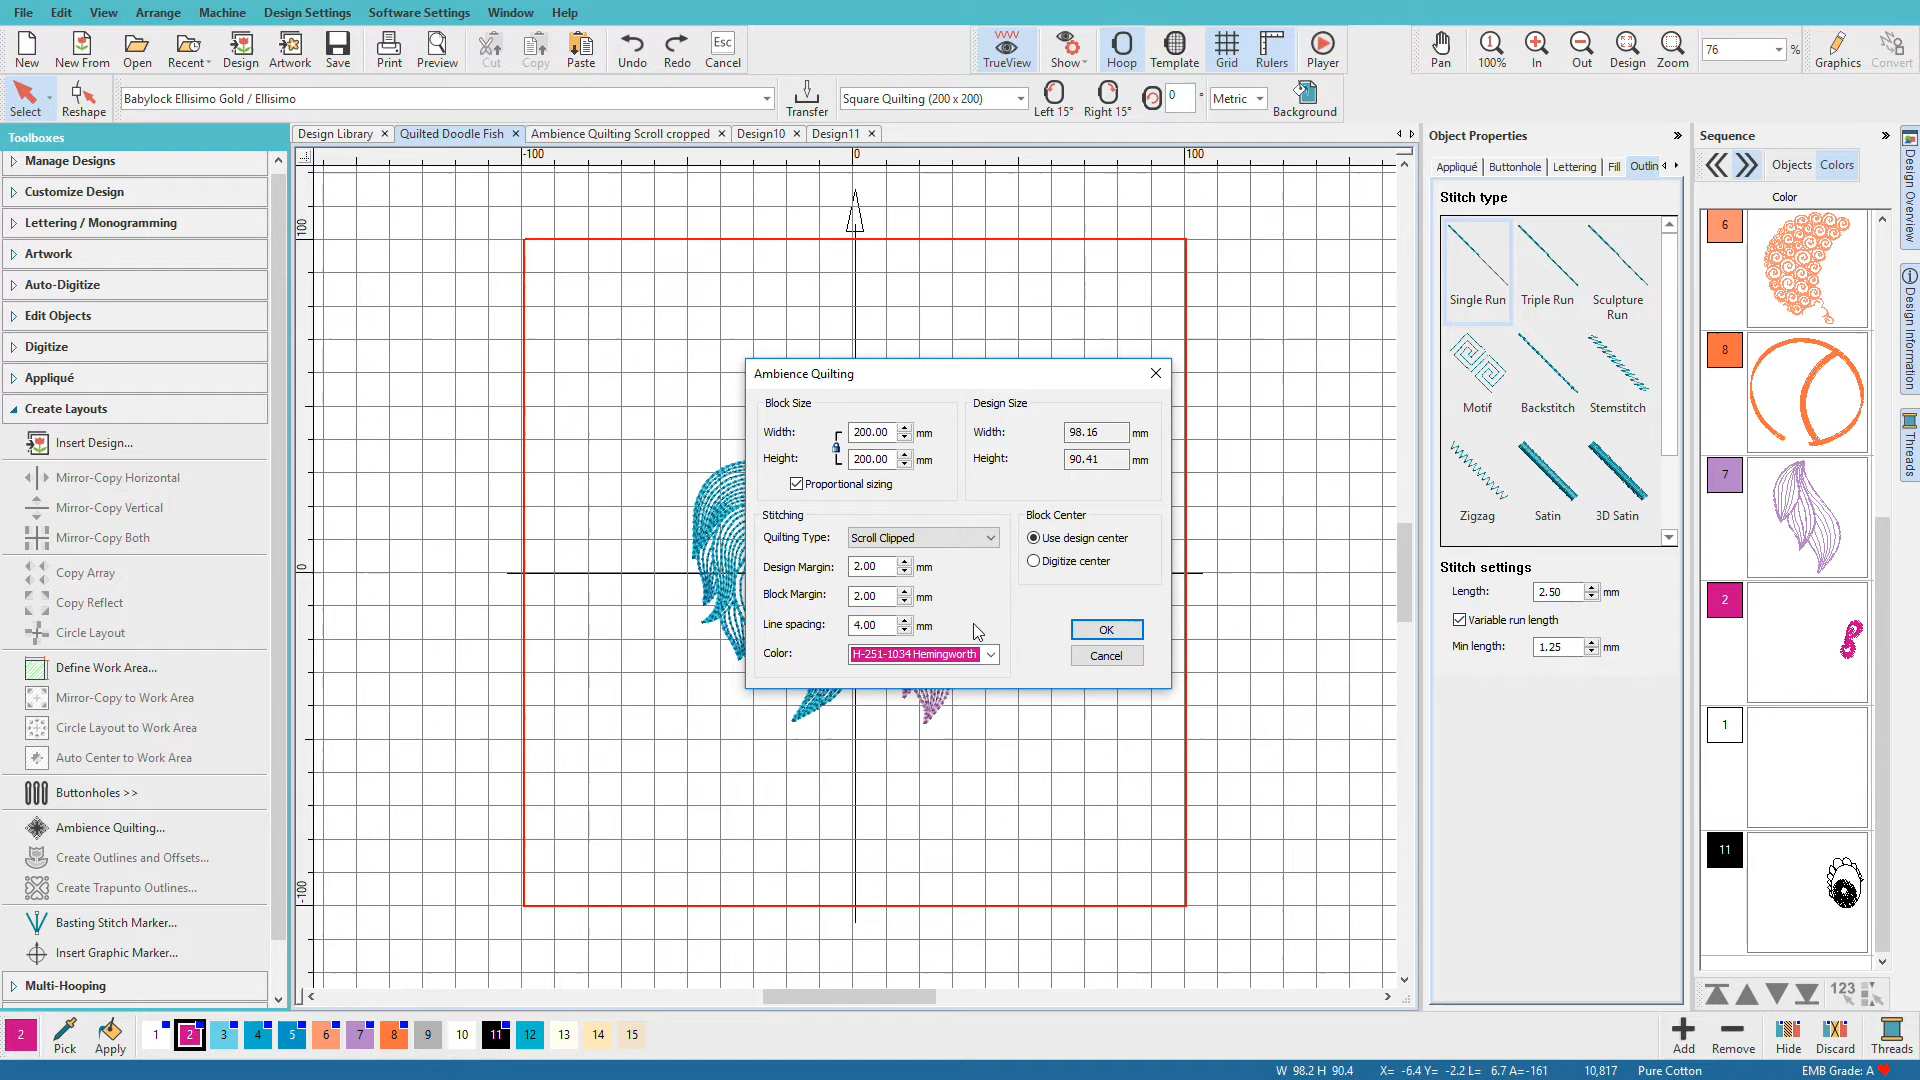 File Edit View Arrange Machine Design Settings Software Settings Window Help
New New From Open Recent Design Artwork Save Print Preview Cut Copy Paste Undo Redo Esc Cancel TrueView Show Hoop Template Grid Rulers Player Pan 1 100% In Out Design Zoom 76 % Graphics Convert
Select Reshape Babylock Ellisimo Gold / Ellisimo Transfer Square Quilting (200 x 200) Left 15° Right 15° 0 ° Metric Background
Toolboxes
Manage Designs
Customize Design
Lettering / Monogramming
Artwork
Auto-Digitize
Edit Objects
Digitize
Appliqué
Create Layouts
Insert Design...
Mirror-Copy Horizontal
Mirror-Copy Vertical
Mirror-Copy Both
Copy Array
Copy Reflect
Circle Layout
Define Work Area...
Mirror-Copy to Work Area
Circle Layout to Work Area
Auto Center to Work Area
Buttonholes >>
Ambience Quilting...
Create Outlines and Offsets...
Create Trapunto Outlines...
Basting Stitch Marker...
Insert Graphic Marker...
Multi-Hooping
Design Library Quilted Doodle Fish Ambience Quilting Scroll cropped Design10 Design11
-100 0 100
100
0
-100
Ambience Quilting
Block Size
Width: 200.00 mm
Height: 200.00 mm
Proportional sizing
Design Size
Width: 98.16 mm
Height: 90.41 mm
Stitching
Quilting Type: Scroll Clipped
Design Margin: 2.00 mm
Block Margin: 2.00 mm
Line spacing: 4.00 mm
Color: H-251-1034 Hemingworth
Block Center
Use design center
Digitize center
OK
Cancel
Object Properties
Appliqué Buttonhole Lettering Fill Outlin
Stitch type
Single Run Triple Run Sculpture Run
Motif Backstitch Stemstitch
Zigzag Satin 3D Satin
Stitch settings
Length: 2.50 mm
Variable run length
Min length: 1.25 mm
Sequence
Objects Colors
Color
6
8
7
2
1
11
123
Design Overview
Design Information
Threads
2 Pick Apply 1 2 3 4 5 6 7 8 9 10 11 12 13 14 15 Add Remove Hide Discard Threads
W 98.2 H 90.4 X= -6.4 Y= -2.2 L= 6.7 A=-161 10,817 Pure Cotton EMB Grade: A